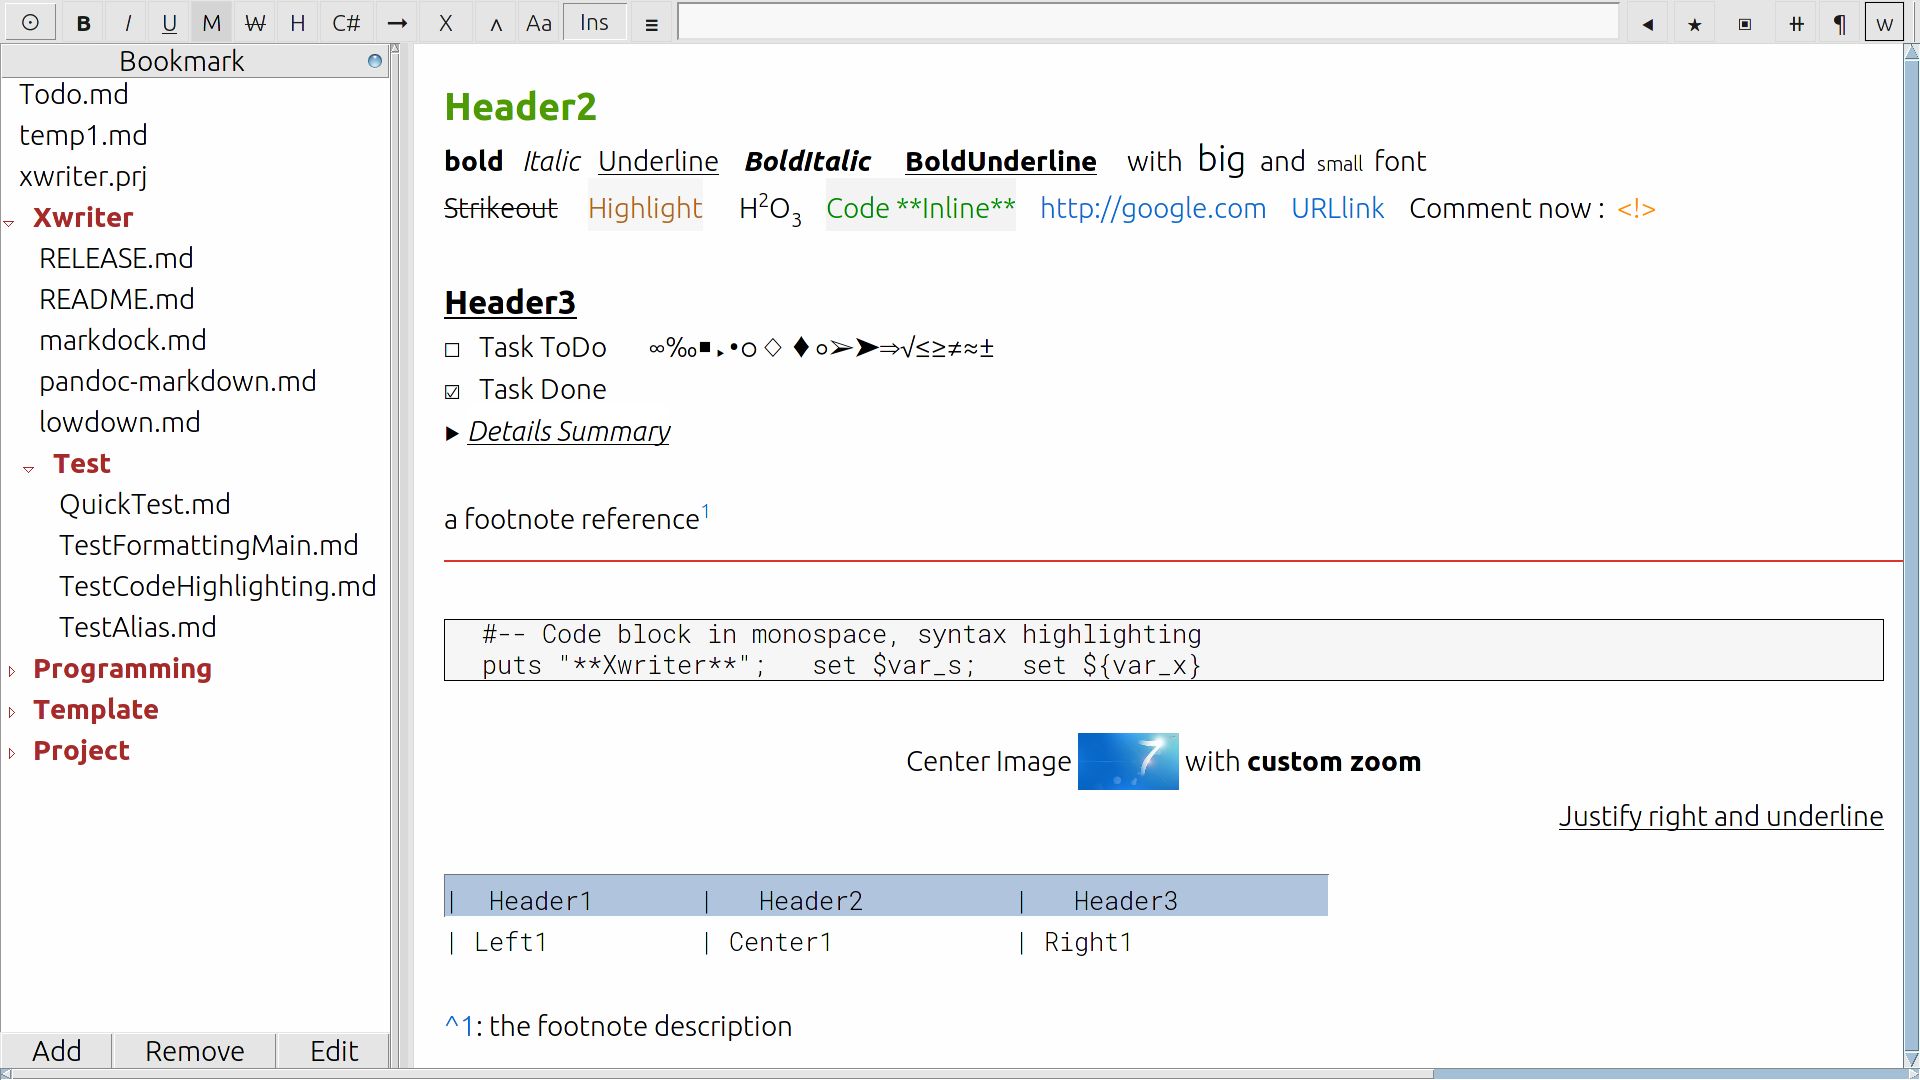 ⊙ B I U M W H C# → X ʌ Aa Ins ≡ ◂ ★ ▣ ⧺ ¶ w
Bookmark
Todo.md
temp1.md
xwriter.prj
Xwriter
RELEASE.md
README.md
markdock.md
pandoc-markdown.md
lowdown.md
Test
QuickTest.md
TestFormattingMain.md
TestCodeHighlighting.md
TestAlias.md
Programming
Template
Project
Add Remove Edit
Header2
bold Italic Underline BoldItalic BoldUnderline with big and small font
Strikeout Highlight H²O₃ Code **Inline** http://google.com URLlink Comment now : <!>
Header3
☐ Task ToDo ∞‰■▸•○♢♦∘➢➤⇒√≤≥≠≈±
☑ Task Done
▶ Details Summary
a footnote reference¹
#-- Code block in monospace, syntax highlighting
puts "**Xwriter**"; set $var_s; set ${var_x}
Center Image 7 with custom zoom
Justify right and underline
| Header1 | Header2 | Header3
| Left1 | Center1 | Right1
^1: the footnote description